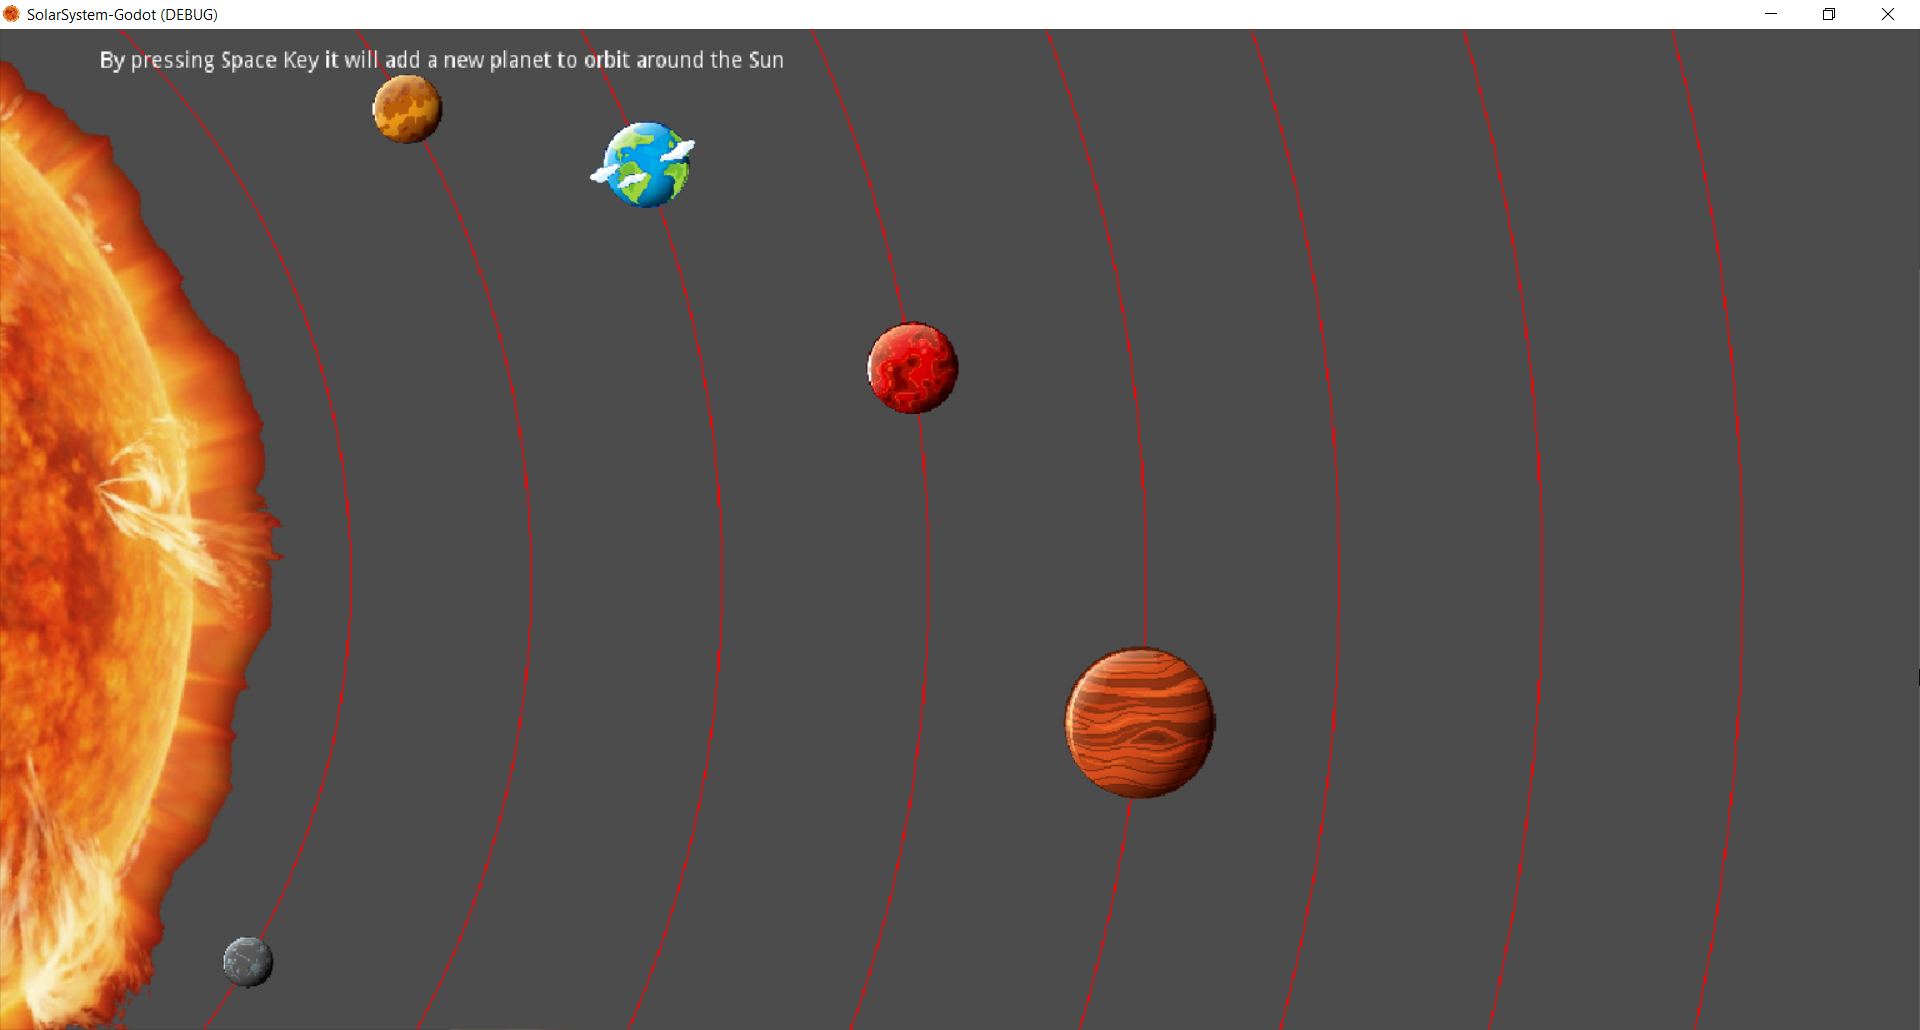 SolarSystem-Godot (DEBUG)
By pressing Space Key it will add a new planet to orbit around the Sun